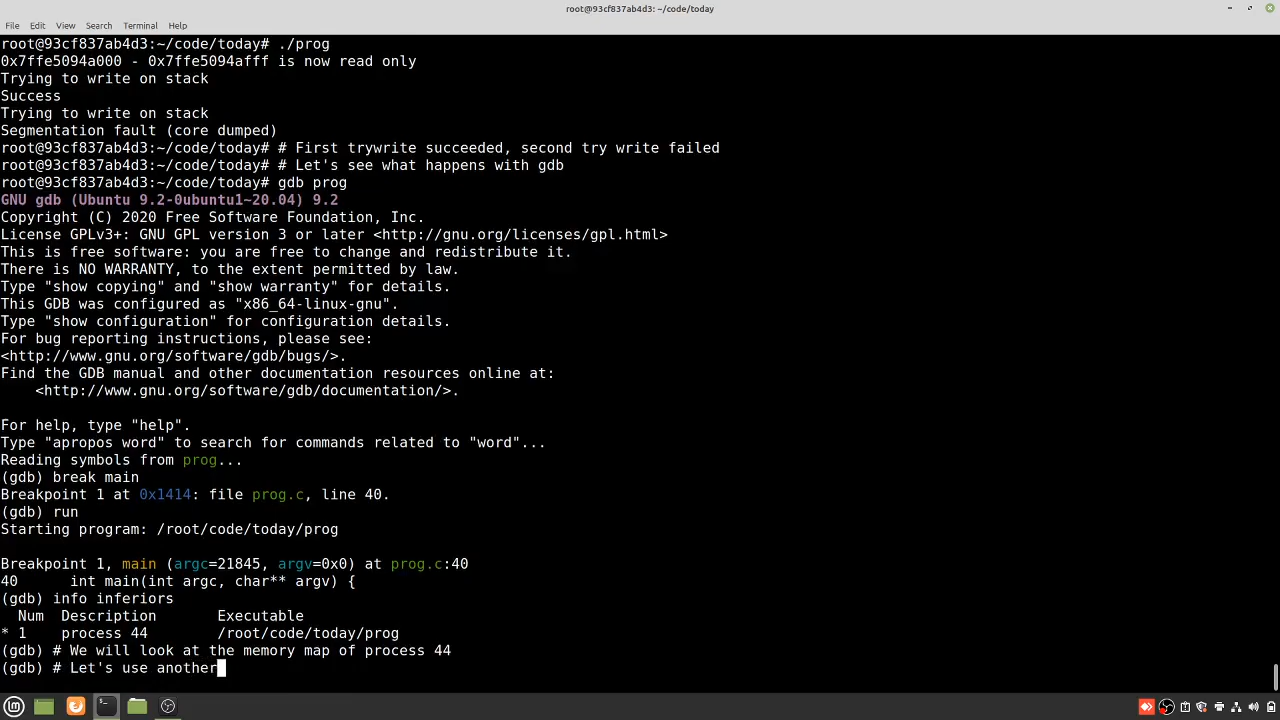 root@93cf837ab4d3: ~/code/today
File Edit View Search Terminal Help
root@93cf837ab4d3:~/code/today# ./prog
0x7ffe5094a000 - 0x7ffe5094afff is now read only
Trying to write on stack
Success
Trying to write on stack
Segmentation fault (core dumped)
root@93cf837ab4d3:~/code/today# # First trywrite succeeded, second try write failed
root@93cf837ab4d3:~/code/today# # Let's see what happens with gdb
root@93cf837ab4d3:~/code/today# gdb prog
GNU gdb (Ubuntu 9.2-0ubuntu1~20.04) 9.2
Copyright (C) 2020 Free Software Foundation, Inc.
License GPLv3+: GNU GPL version 3 or later <http://gnu.org/licenses/gpl.html>
This is free software: you are free to change and redistribute it.
There is NO WARRANTY, to the extent permitted by law.
Type "show copying" and "show warranty" for details.
This GDB was configured as "x86_64-linux-gnu".
Type "show configuration" for configuration details.
For bug reporting instructions, please see:
<http://www.gnu.org/software/gdb/bugs/>.
Find the GDB manual and other documentation resources online at:
    <http://www.gnu.org/software/gdb/documentation/>.
For help, type "help".
Type "apropos word" to search for commands related to "word"...
Reading symbols from prog...
(gdb) break main
Breakpoint 1 at 0x1414: file prog.c, line 40.
(gdb) run
Starting program: /root/code/today/prog
Breakpoint 1, main (argc=21845, argv=0x0) at prog.c:40
40      int main(int argc, char** argv) {
(gdb) info inferiors
  Num  Description       Executable
* 1    process 44        /root/code/today/prog
(gdb) # We will look at the memory map of process 44
(gdb) # Let's use another